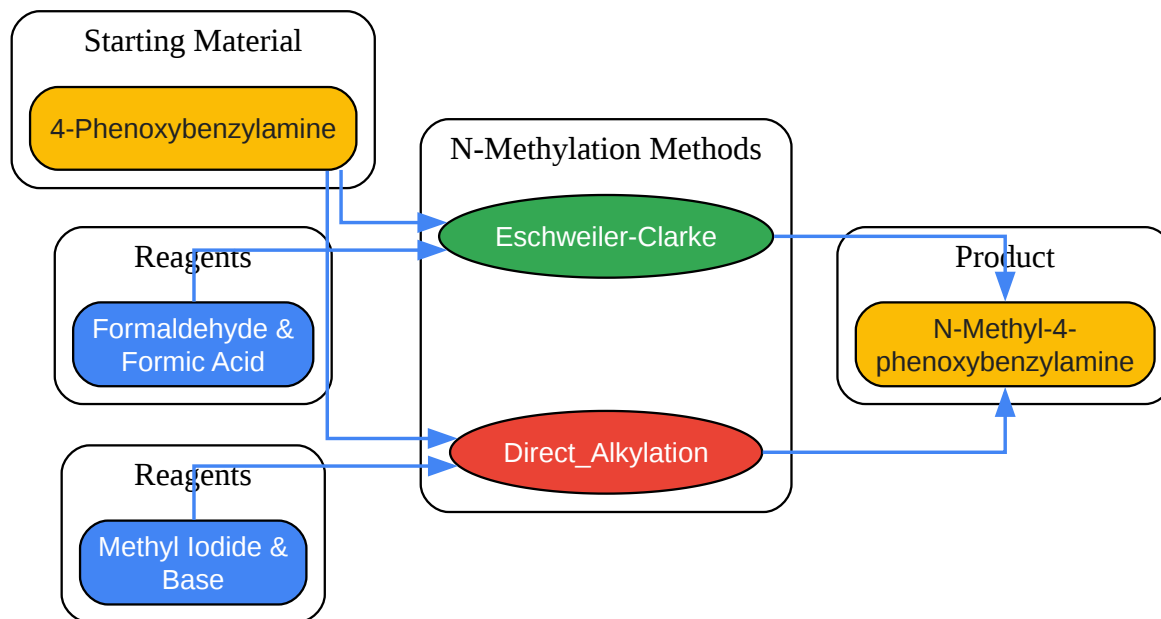 Starting Material
4-Phenoxybenzylamine
N-Methylation Methods
Eschweiler-Clarke
Reagents
Formaldehyde &
Formic Acid
Product
N-Methyl-4-
phenoxybenzylamine
Direct_Alkylation
Reagents
Methyl Iodide &
Base